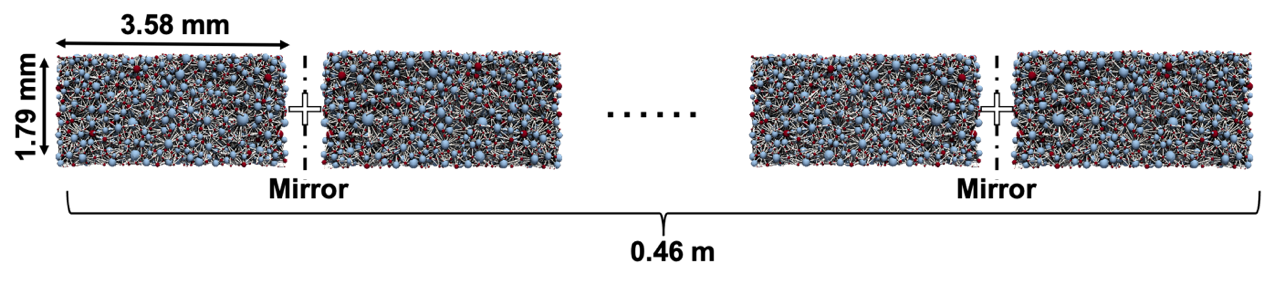 3.58 mm
1.79 mm
......
Mirror
Mirror
0.46 m